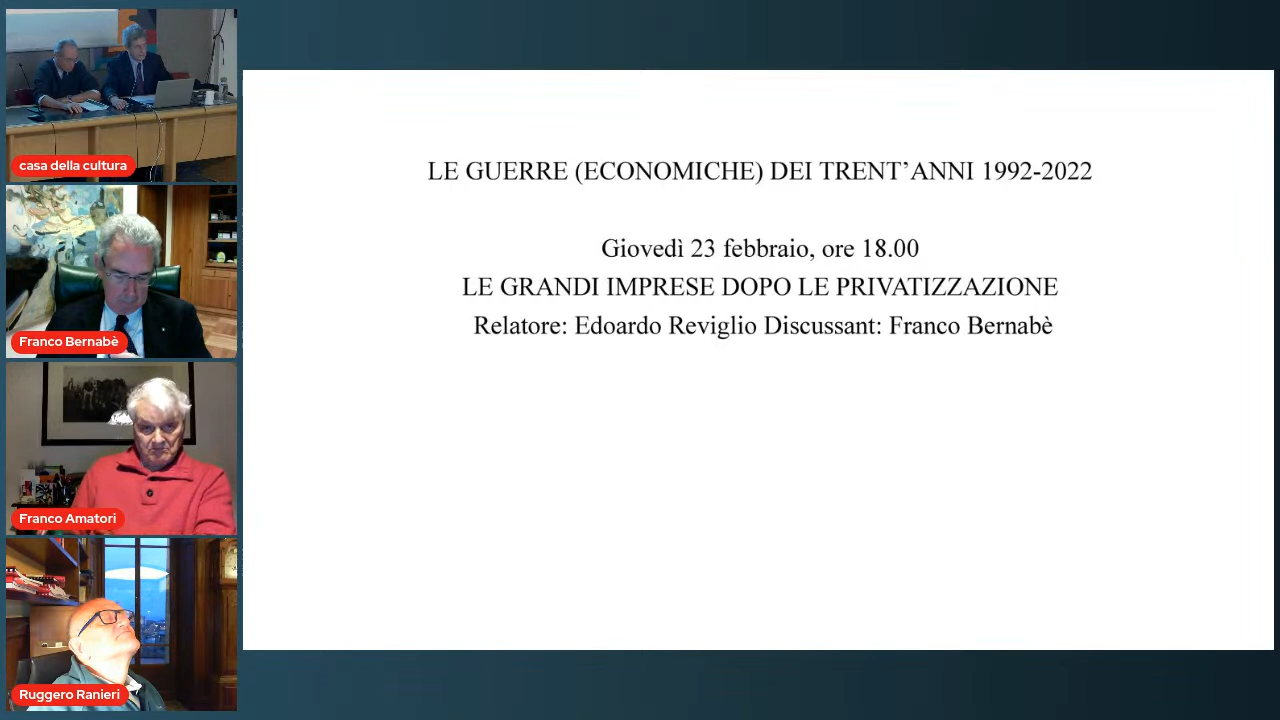 casa della cultura
Franco Bernabè
Franco Amatori
Ruggero Ranieri
LE GUERRE (ECONOMICHE) DEI TRENT’ANNI 1992-2022
Giovedì 23 febbraio, ore 18.00
LE GRANDI IMPRESE DOPO LE PRIVATIZZAZIONE
Relatore: Edoardo Reviglio Discussant: Franco Bernabè